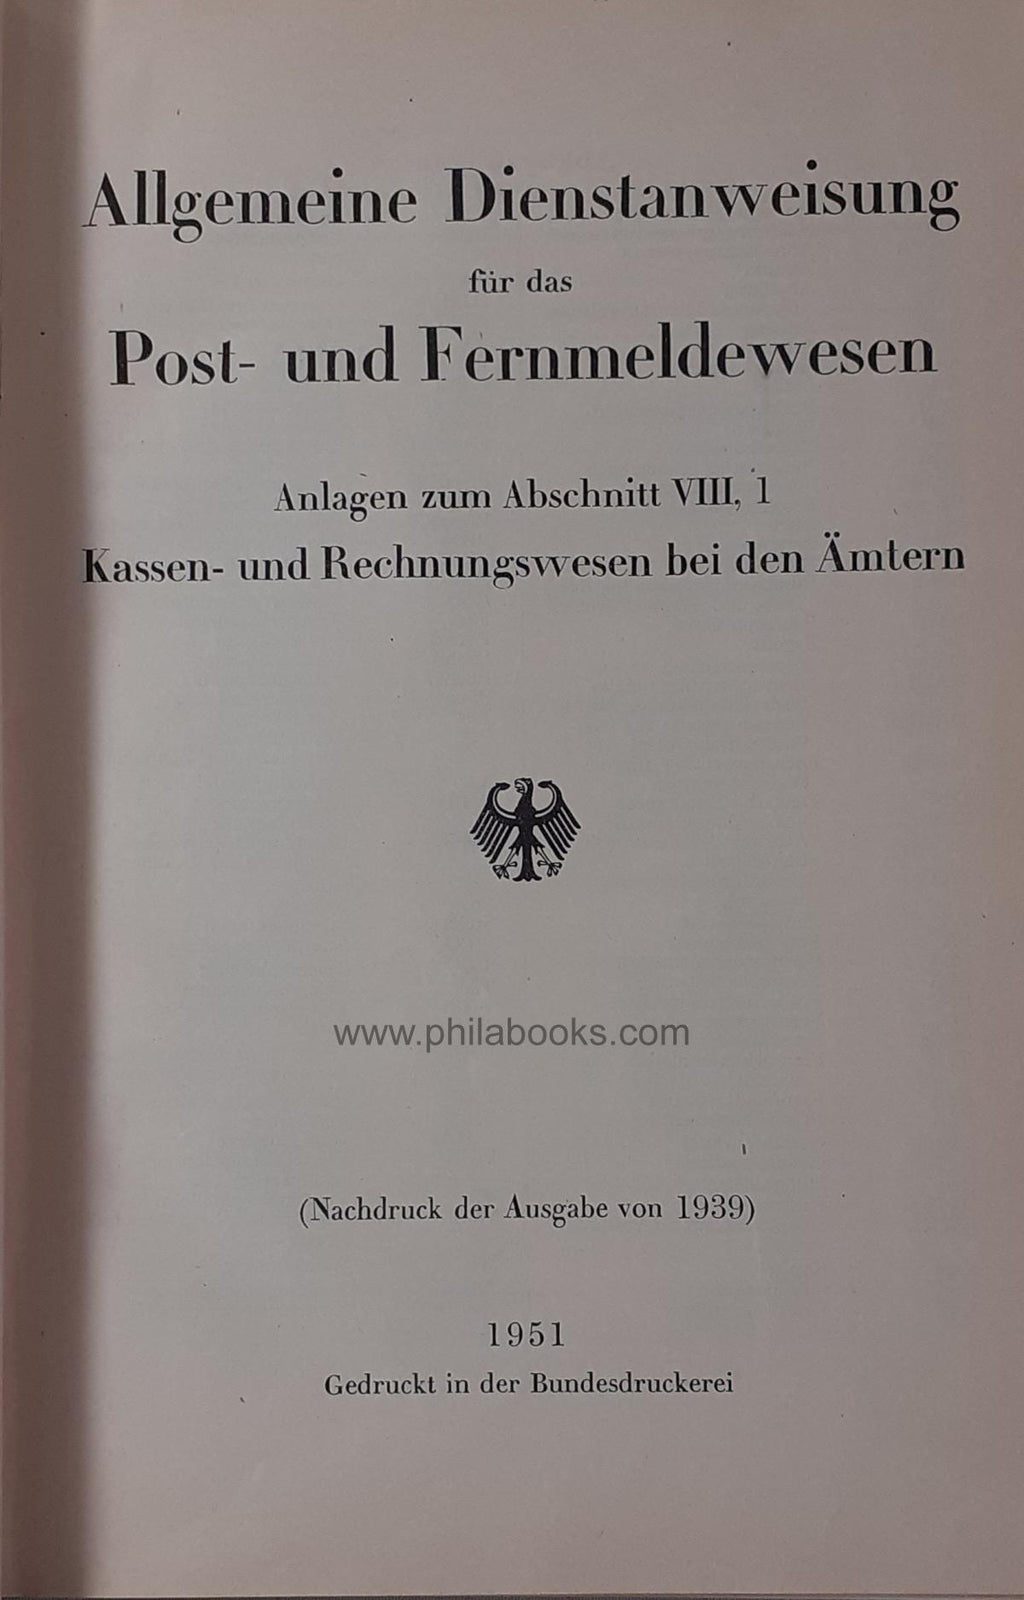 Allgemeine Dienstanweisung
für das
Post- und Fernmeldewesen
Anlagen zum Abschnitt VIII, 1
Kassen- und Rechnungswesen bei den Ämtern
www.philabooks.com
(Nachdruck der Ausgabe von 1939)
1951
Gedruckt in der Bundesdruckerei